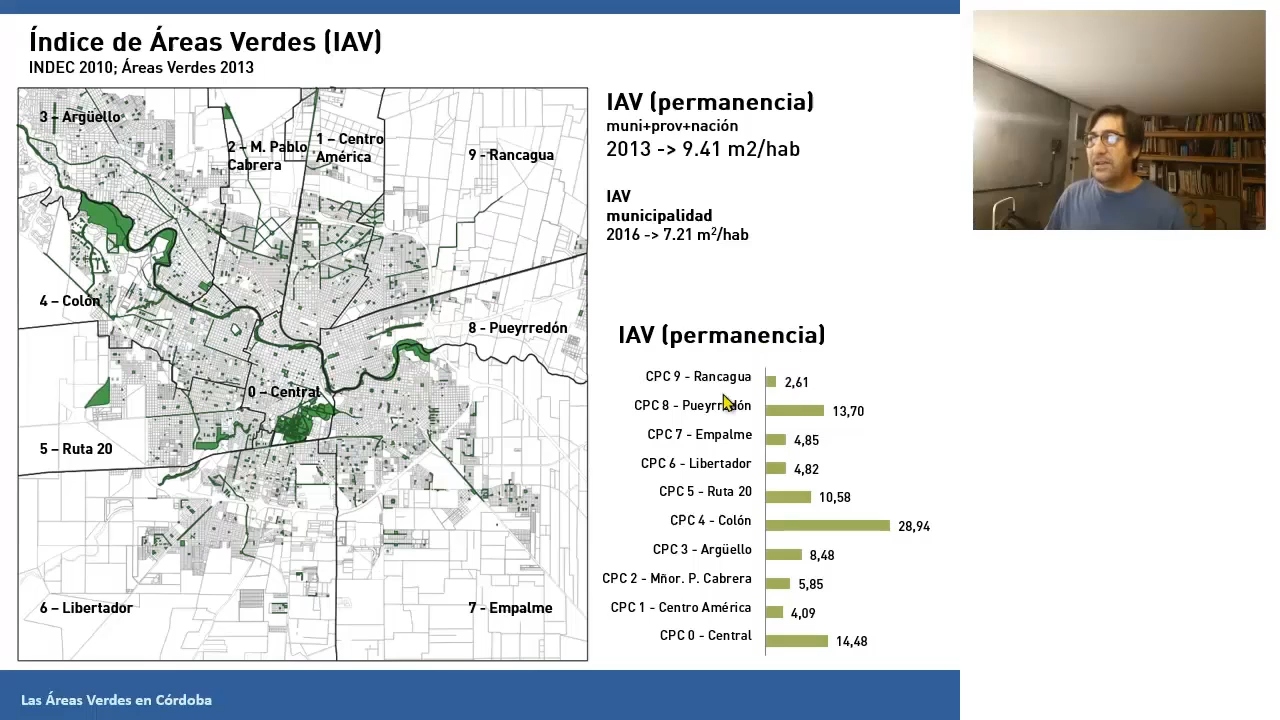 Índice de Áreas Verdes (IAV)
INDEC 2010; Áreas Verdes 2013
3 – Argüello
2 – M. Pablo
Cabrera
1 – Centro
América
9 - Rancagua
4 – Colón
8 - Pueyrredón
0 – Central
5 – Ruta 20
6 – Libertador
7 - Empalme
IAV (permanencia)
muni+prov+nación
2013 -> 9.41 m2/hab
IAV
municipalidad
2016 -> 7.21 m²/hab
IAV (permanencia)
CPC 9 - Rancagua 2,61
CPC 8 - Pueyrredón 13,70
CPC 7 - Empalme 4,85
CPC 6 - Libertador 4,82
CPC 5 - Ruta 20 10,58
CPC 4 - Colón 28,94
CPC 3 - Argüello 8,48
CPC 2 - Mñor. P. Cabrera 5,85
CPC 1 - Centro América 4,09
CPC 0 - Central 14,48
Las Áreas Verdes en Córdoba